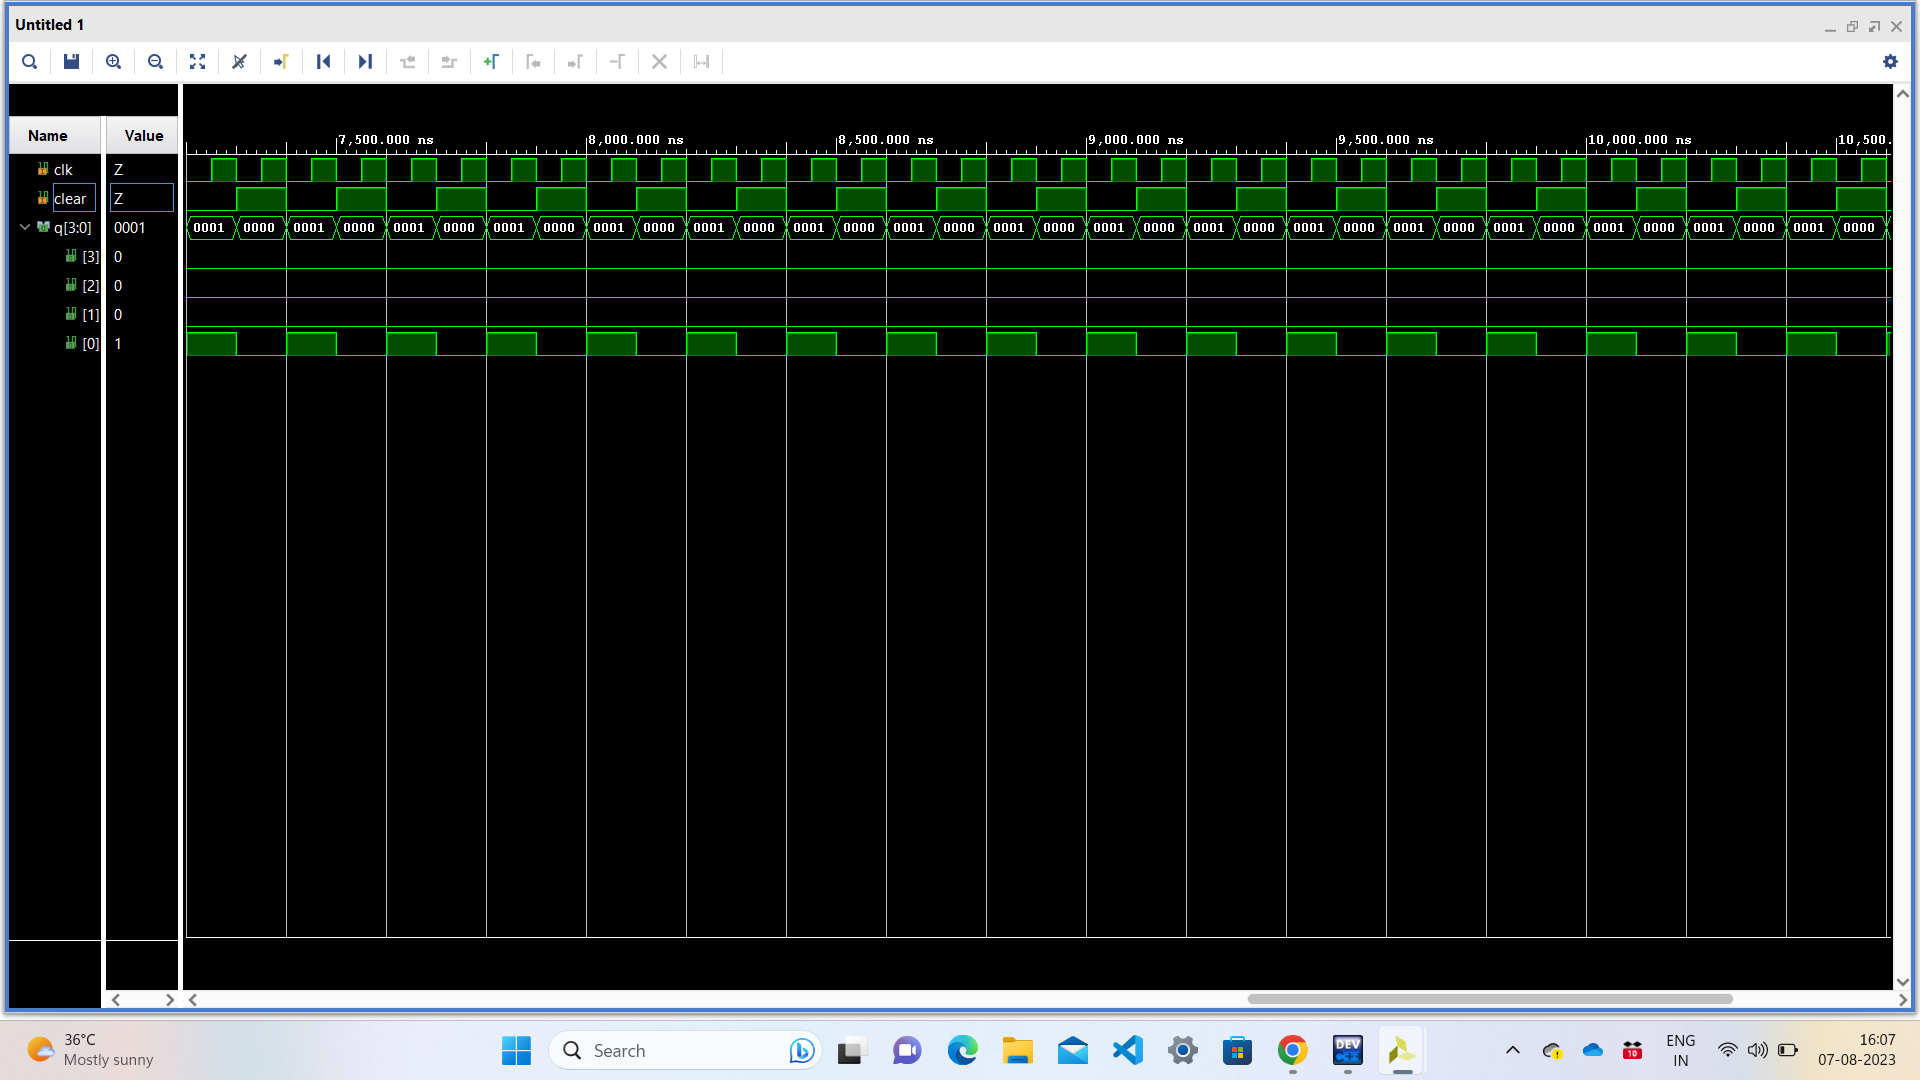 Untitled 1
Name Value
7,500.000 ns 8,000.000 ns 8,500.000 ns 9,000.000 ns 9,500.000 ns 10,000.000 ns 10,500.
clk Z
clear Z
q[3:0] 0001 0001 0000 0001 0000 0001 0000 0001 0000 0001 0000 0001 0000 0001 0000 0001 0000 0001 0000 0001 0000 0001 0000 0001 0000 0001 0000 0001 0000 0001 0000 0001 0000 0001 0000
[3] 0
[2] 0
[1] 0
[0] 1
36°C
Mostly sunny
Search
DEV
C++
10
ENG
IN
16:07
07-08-2023